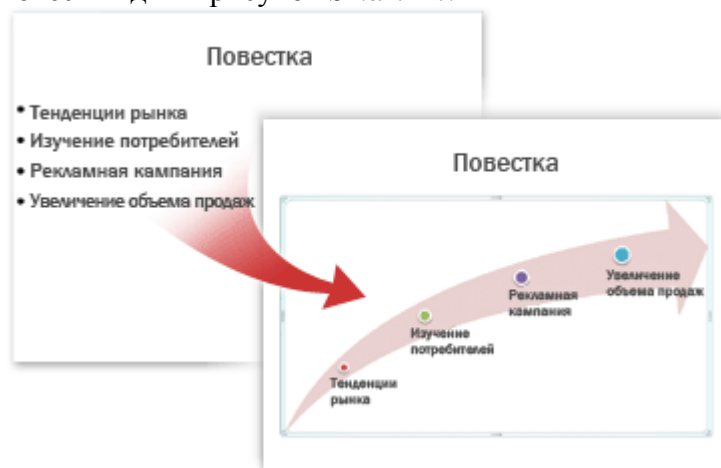 Повестка
• Тенденции рынка
• Изучение потребителей
• Рекламная кампания
• Увеличение объема продаж
Повестка
Увеличение
объема продаж
Рекламная
кампания
Изучение
потребителей
Тенденции
рынка